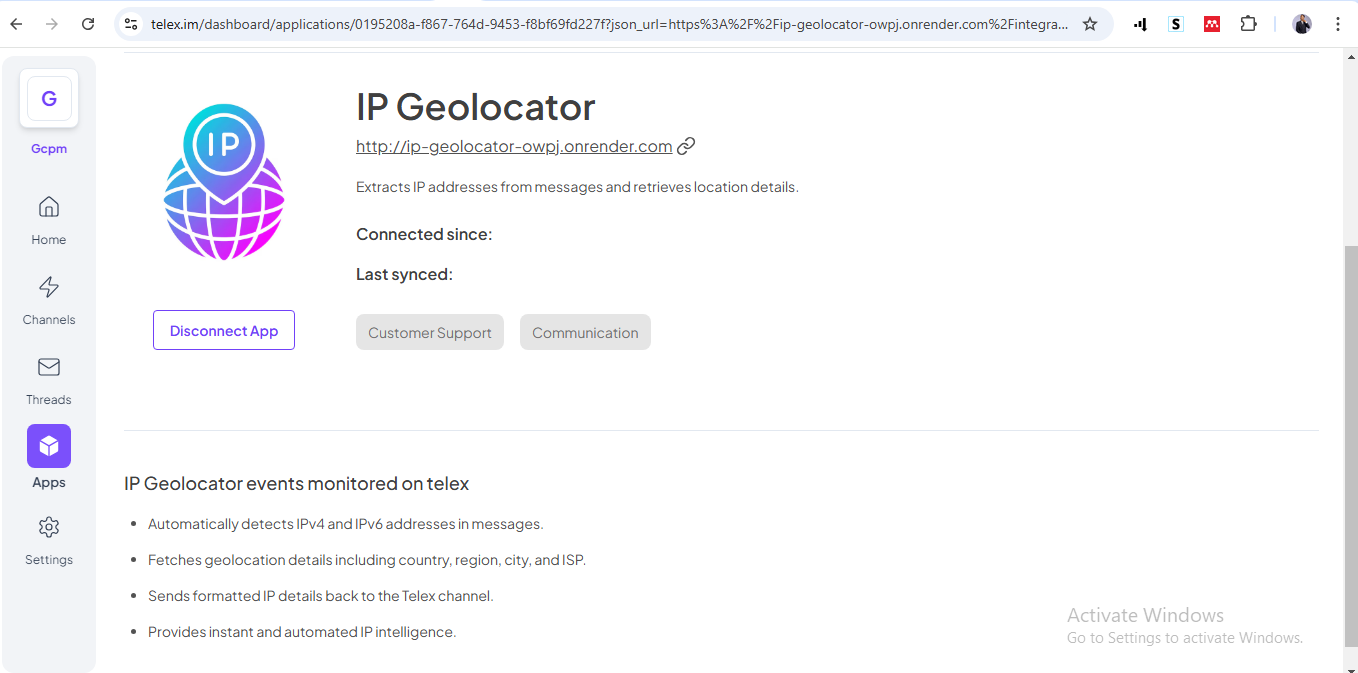 telex.im/dashboard/applications/0195208a-f867-764d-9453-f8bf69fd227f?json_url=https%3A%2F%2Fip-geolocator-owpj.onrender.com%2Fintegra...
S
G
Gcpm
Home
Channels
Threads
Apps
Settings
IP
IP Geolocator
http://ip-geolocator-owpj.onrender.com
Extracts IP addresses from messages and retrieves location details.
Connected since:
Last synced:
Disconnect App
Customer Support
Communication
IP Geolocator events monitored on telex
• Automatically detects IPv4 and IPv6 addresses in messages.
• Fetches geolocation details including country, region, city, and ISP.
• Sends formatted IP details back to the Telex channel.
• Provides instant and automated IP intelligence.
Activate Windows
Go to Settings to activate Windows.